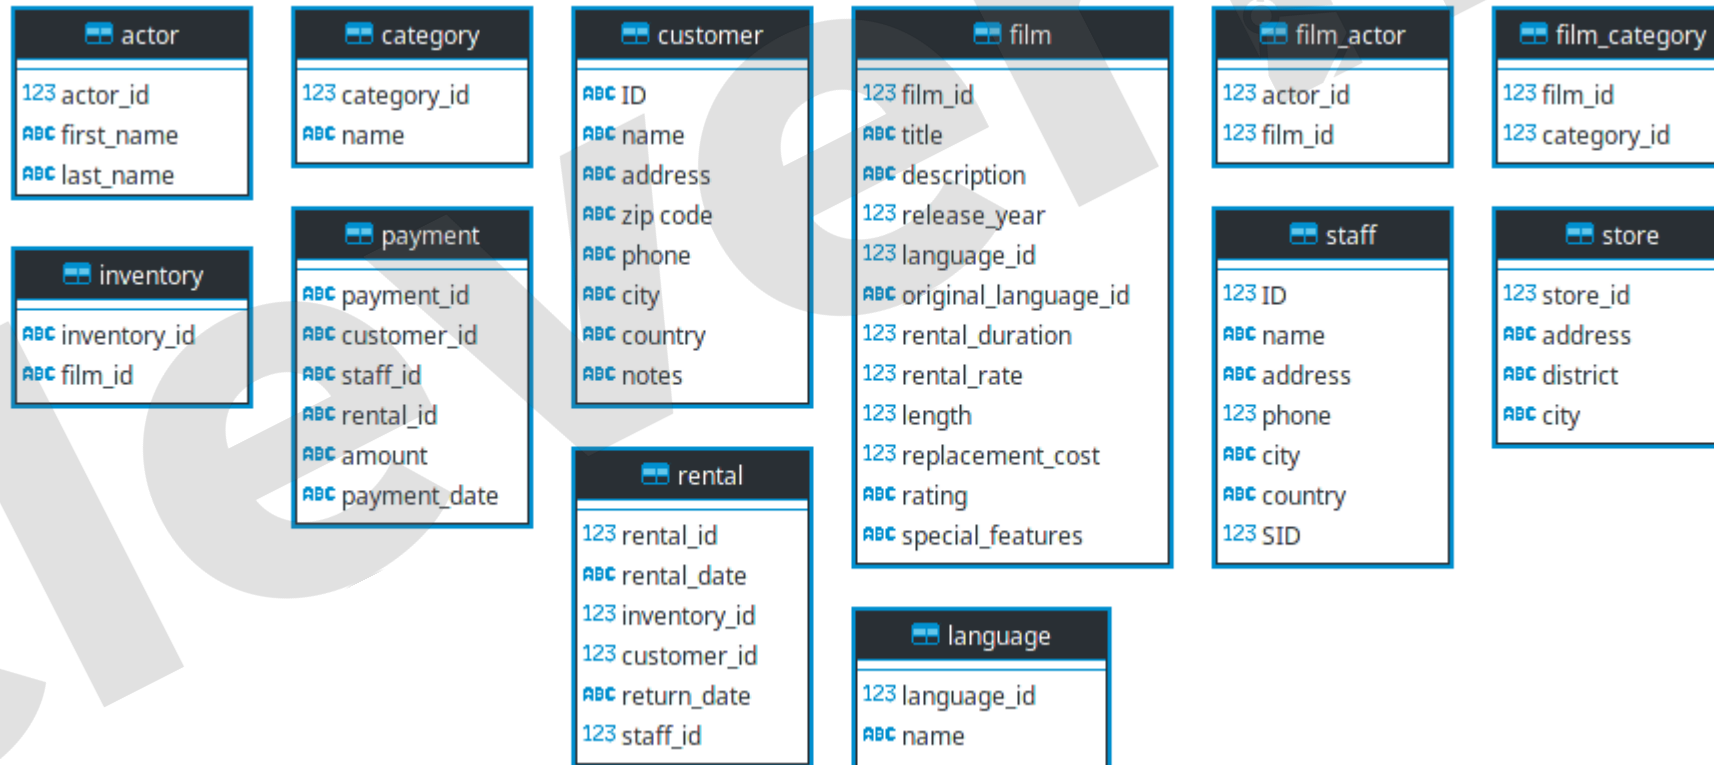 actor
123 actor_id
ABC first_name
ABC last_name
category
123 category_id
ABC name
customer
ABC ID
ABC name
ABC address
ABC zip code
ABC phone
ABC city
ABC country
ABC notes
film
123 film_id
ABC title
ABC description
123 release_year
123 language_id
ABC original_language_id
123 rental_duration
123 rental_rate
123 length
123 replacement_cost
ABC rating
ABC special_features
film_actor
123 actor_id
123 film_id
film_category
123 film_id
123 category_id
inventory
ABC inventory_id
ABC film_id
payment
ABC payment_id
ABC customer_id
ABC staff_id
ABC rental_id
ABC amount
ABC payment_date
rental
123 rental_id
ABC rental_date
123 inventory_id
123 customer_id
ABC return_date
123 staff_id
language
123 language_id
ABC name
staff
123 ID
ABC name
ABC address
123 phone
ABC city
ABC country
123 SID
store
123 store_id
ABC address
ABC district
ABC city